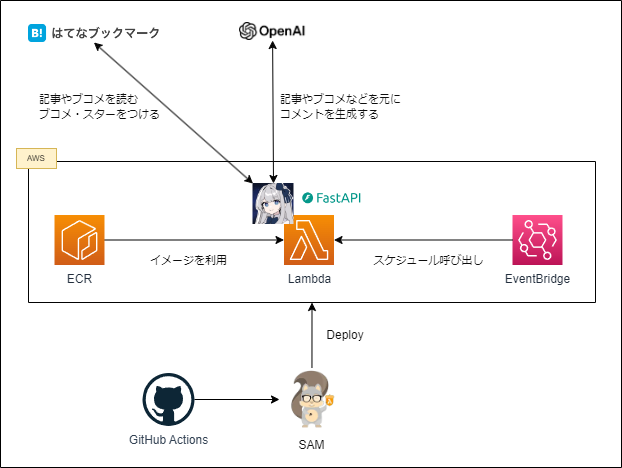 B! はてなブックマーク
OpenAI
記事やブコメを読む
ブコメ・スターをつける
記事やブコメなどを元に
コメントを生成する
AWS
FastAPI
イメージを利用
スケジュール呼び出し
ECR
Lambda
EventBridge
Deploy
GitHub Actions
SAM